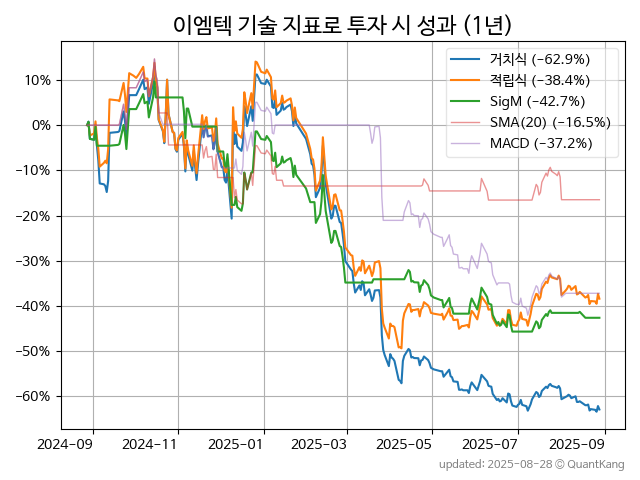 이엠텍 기술 지표로 투자 시 성과 (1년)
거치식 (−62.9%)
적립식 (−38.4%)
SigM (−42.7%)
SMA(20) (−16.5%)
MACD (−37.2%)
10%
0%
−10%
−20%
−30%
−40%
−50%
−60%
2024-09
2024-11
2025-01
2025-03
2025-05
2025-07
2025-09
updated: 2025-08-28 © QuantKang